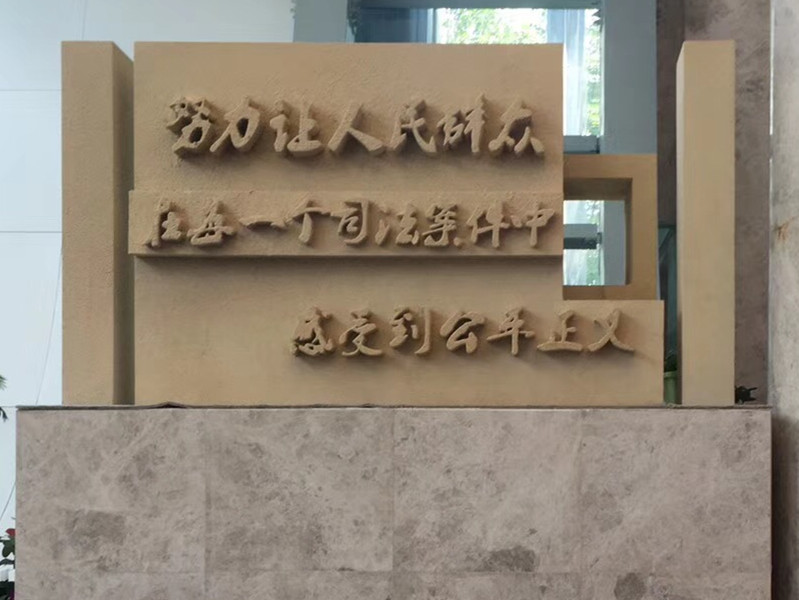 努力让人民群众
在每一个司法案件中
感受到公平正义